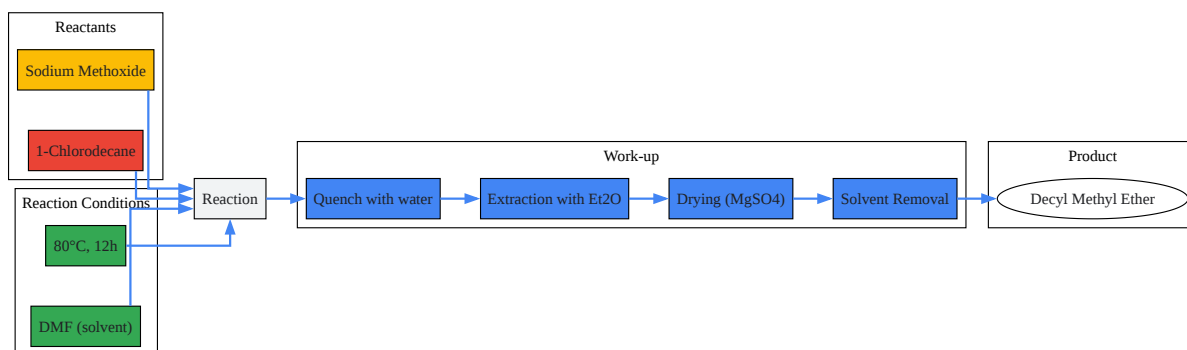 Reactants
Sodium Methoxide
1-Chlorodecane
Reaction Conditions
80°C, 12h
DMF (solvent)
Reaction
Work-up
Quench with water
Extraction with Et2O
Drying (MgSO4)
Solvent Removal
Product
Decyl Methyl Ether